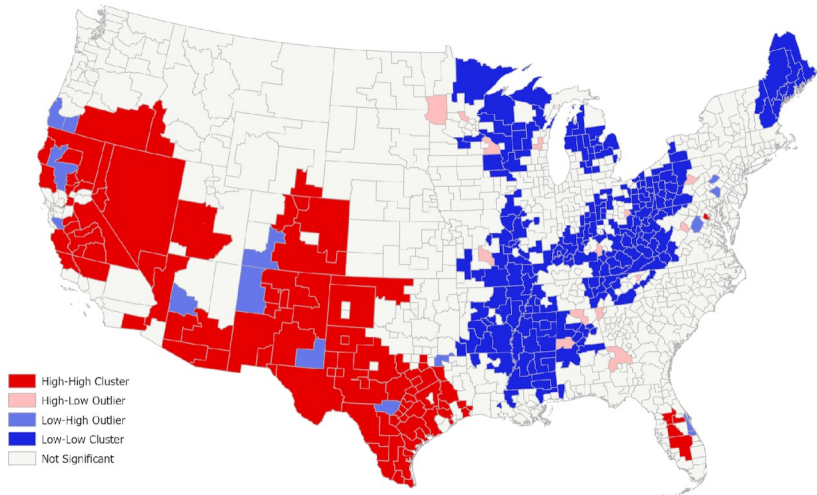 High-High Cluster
High-Low Outlier
Low-High Outlier
Low-Low Cluster
Not Significant